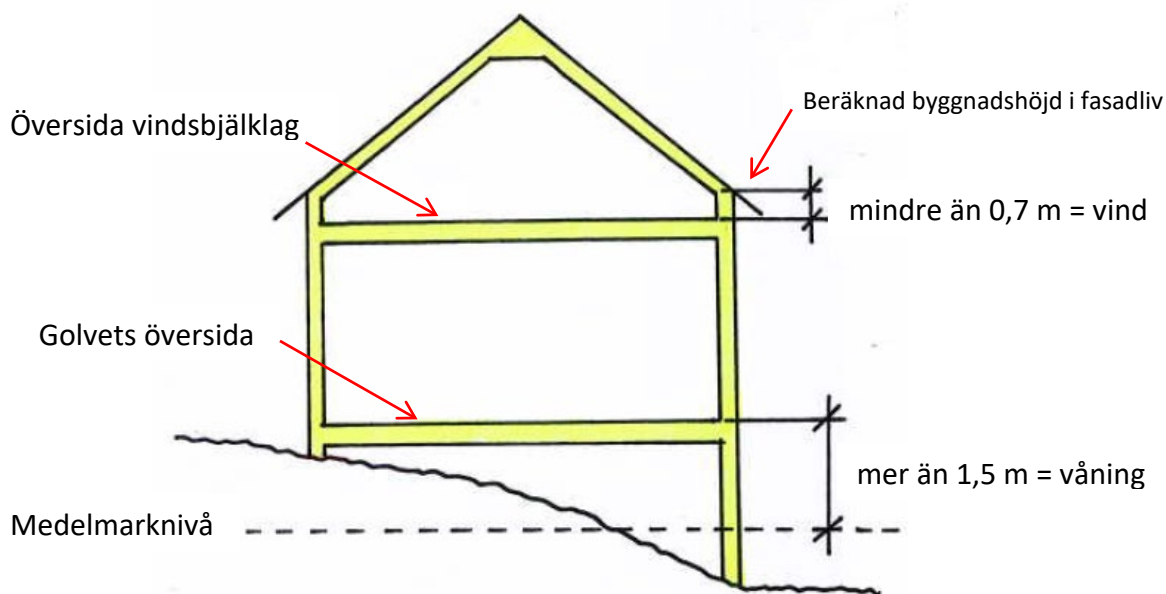 Beräknad byggnadshöjd i fasadliv
Översida vindsbjälklag
mindre än 0,7 m = vind
Golvets översida
mer än 1,5 m = våning
Medelmarknivå